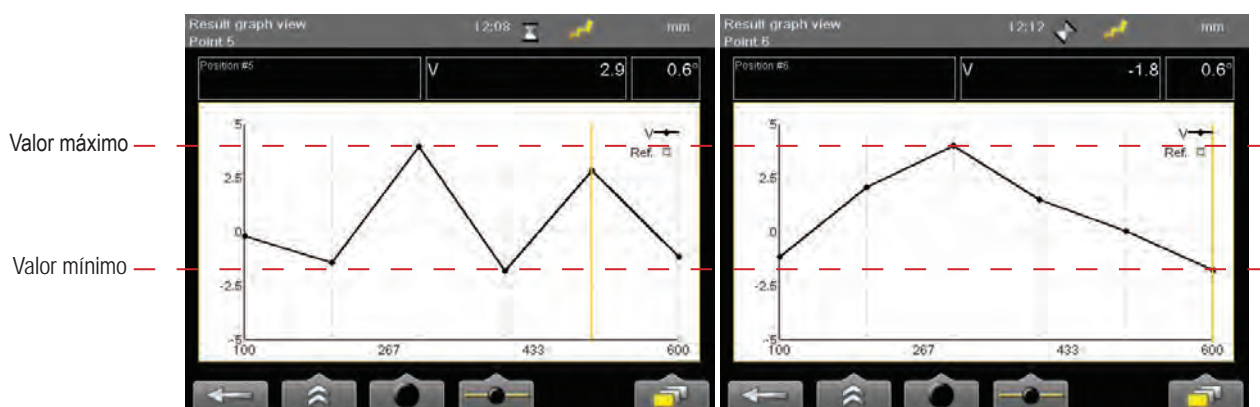 Valor máximo
Valor mínimo
Result graph view
Point 5
12:08
mm
Position #5
V
2.9
0.6°
5
2.5
0
-2.5
-5
100
267
433
600
V
Ref.
Result graph view
Point 6
12:12
mm
Position #6
V
-1.8
0.6°
5
2.5
0
-2.5
-5
100
267
433
600
V
Ref.